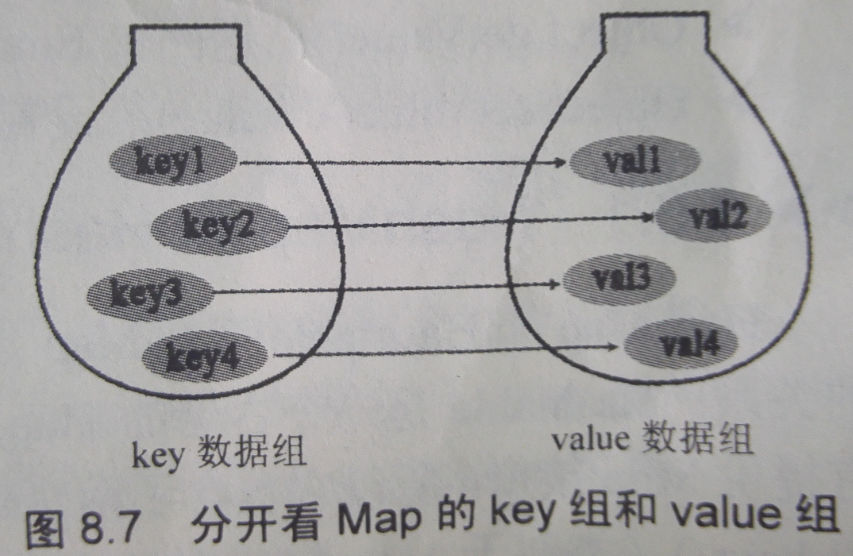 key1 val1
key2 val2
key3 val3
key4 val4
key 数据组 value 数据组
图 8.7 分开看 Map 的 key 组和 value 组